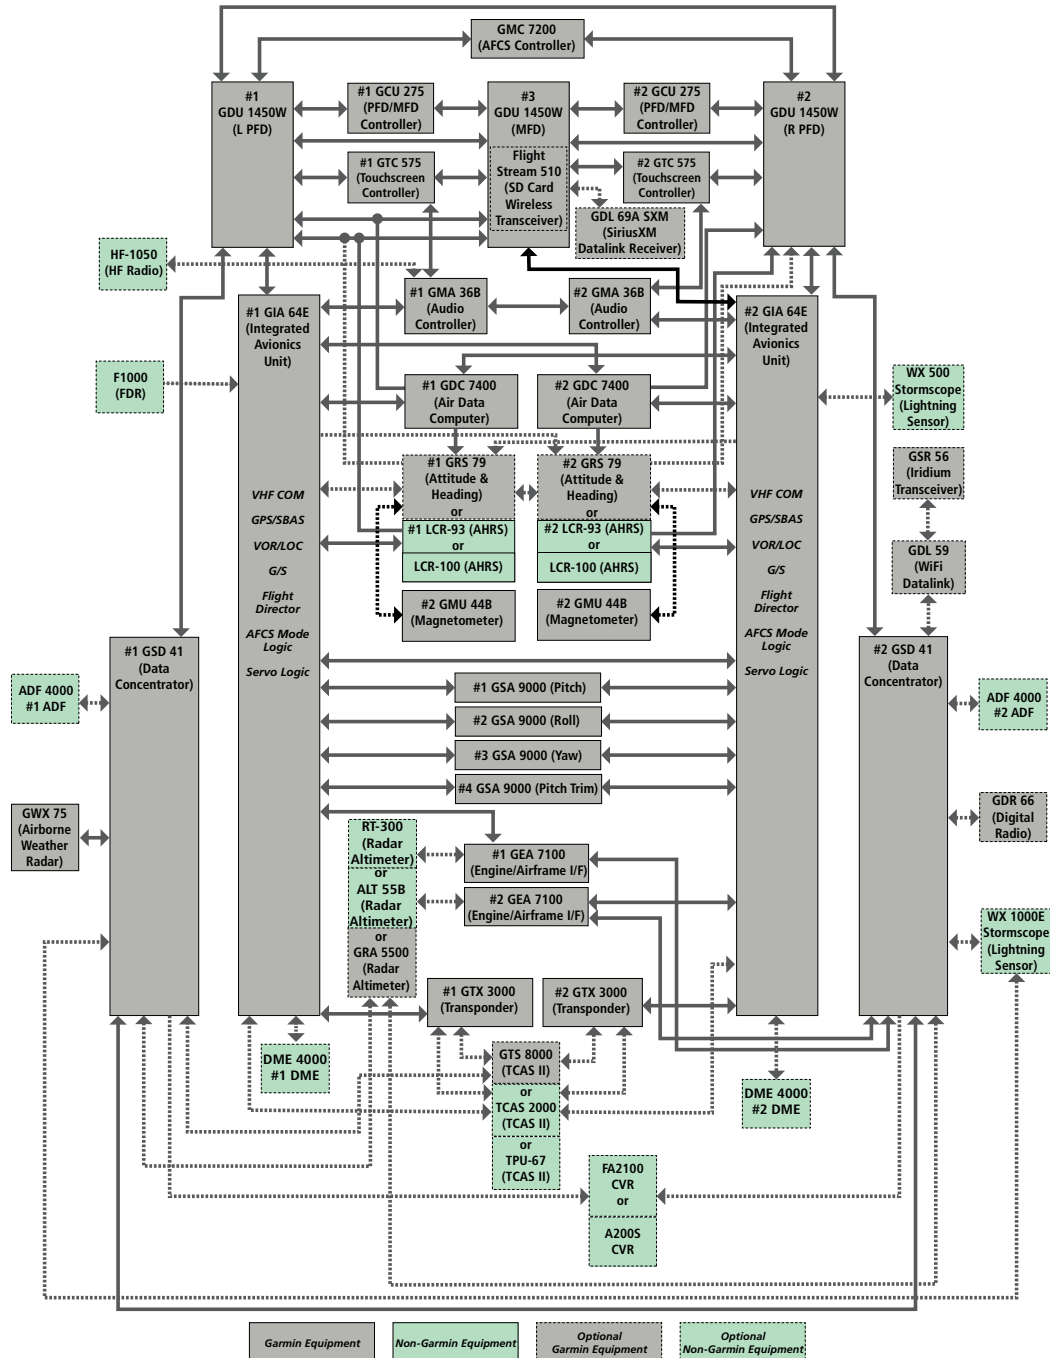 GMC 7200
(AFCS Controller)
#1
GDU 1450W
(L PFD)
#1 GCU 275
(PFD/MFD
Controller)
#3
GDU 1450W
(MFD)
#2 GCU 275
(PFD/MFD
Controller)
#2
GDU 1450W
(R PFD)
#1 GTC 575
(Touchscreen
Controller)
Flight
Stream 510
(SD Card
Wireless
Transceiver)
#2 GTC 575
(Touchscreen
Controller)
GDL 69A SXM
(SiriusXM
Datalink Receiver)
HF-1050
(HF Radio)
#1 GMA 36B
(Audio
Controller)
#2 GMA 36B
(Audio
Controller)
#1 GIA 64E
(Integrated
Avionics
Unit)
#2 GIA 64E
(Integrated
Avionics
Unit)
F1000
(FDR)
#1 GDC 7400
(Air Data
Computer)
#2 GDC 7400
(Air Data
Computer)
WX 500
Stormscope
(Lightning
Sensor)
#1 GRS 79
(Attitude &
Heading)
or
#1 LCR-93 (AHRS)
or
LCR-100 (AHRS)
#2 GRS 79
(Attitude &
Heading)
or
#2 LCR-93 (AHRS)
or
LCR-100 (AHRS)
GSR 56
(Iridium
Transceiver)
VHF COM
GPS/SBAS
VOR/LOC
G/S
Flight
Director
AFCS Mode
Logic
Servo Logic
VHF COM
GPS/SBAS
VOR/LOC
G/S
Flight
Director
AFCS Mode
Logic
Servo Logic
GDL 59
(WiFi
Datalink)
#2 GMU 44B
(Magnetometer)
#2 GMU 44B
(Magnetometer)
#1 GSD 41
(Data
Concentrator)
#2 GSD 41
(Data
Concentrator)
ADF 4000
#1 ADF
#1 GSA 9000 (Pitch)
#2 GSA 9000 (Roll)
#3 GSA 9000 (Yaw)
#4 GSA 9000 (Pitch Trim)
ADF 4000
#2 ADF
GWX 75
(Airborne
Weather
Radar)
GDR 66
(Digital
Radio)
RT-300
(Radar
Altimeter)
or
ALT 55B
(Radar
Altimeter)
or
GRA 5500
(Radar
Altimeter)
#1 GEA 7100
(Engine/Airframe I/F)
#2 GEA 7100
(Engine/Airframe I/F)
WX 1000E
Stormscope
(Lightning
Sensor)
#1 GTX 3000
(Transponder)
#2 GTX 3000
(Transponder)
DME 4000
#1 DME
GTS 8000
(TCAS II)
or
TCAS 2000
(TCAS II)
or
TPU-67
(TCAS II)
DME 4000
#2 DME
FA2100
CVR
or
A200S
CVR
Garmin Equipment
Non-Garmin Equipment
Optional
Garmin Equipment
Optional
Non-Garmin Equipment